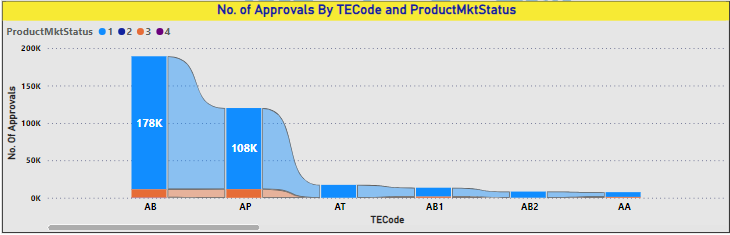 No. of Approvals By TECode and ProductMktStatus
ProductMktStatus 1 2 3 4
200K
150K
100K
50K
0K
No. Of Approvals
178K
108K
AB AP AT AB1 AB2 AA
TECode